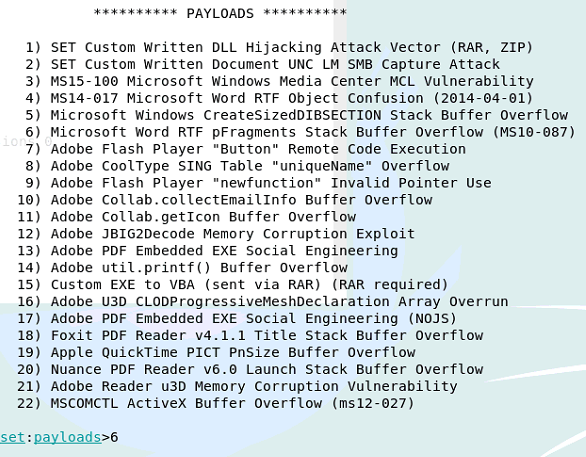 ********** PAYLOADS **********
1) SET Custom Written DLL Hijacking Attack Vector (RAR, ZIP)
2) SET Custom Written Document UNC LM SMB Capture Attack
3) MS15-100 Microsoft Windows Media Center MCL Vulnerability
4) MS14-017 Microsoft Word RTF Object Confusion (2014-04-01)
5) Microsoft Windows CreateSizedDIBSECTION Stack Buffer Overflow
6) Microsoft Word RTF pFragments Stack Buffer Overflow (MS10-087)
7) Adobe Flash Player "Button" Remote Code Execution
8) Adobe CoolType SING Table "uniqueName" Overflow
9) Adobe Flash Player "newfunction" Invalid Pointer Use
10) Adobe Collab.collectEmailInfo Buffer Overflow
11) Adobe Collab.getIcon Buffer Overflow
12) Adobe JBIG2Decode Memory Corruption Exploit
13) Adobe PDF Embedded EXE Social Engineering
14) Adobe util.printf() Buffer Overflow
15) Custom EXE to VBA (sent via RAR) (RAR required)
16) Adobe U3D CLODProgressiveMeshDeclaration Array Overrun
17) Adobe PDF Embedded EXE Social Engineering (NOJS)
18) Foxit PDF Reader v4.1.1 Title Stack Buffer Overflow
19) Apple QuickTime PICT PnSize Buffer Overflow
20) Nuance PDF Reader v6.0 Launch Stack Buffer Overflow
21) Adobe Reader u3D Memory Corruption Vulnerability
22) MSCOMCTL ActiveX Buffer Overflow (ms12-027)
set:payloads>6